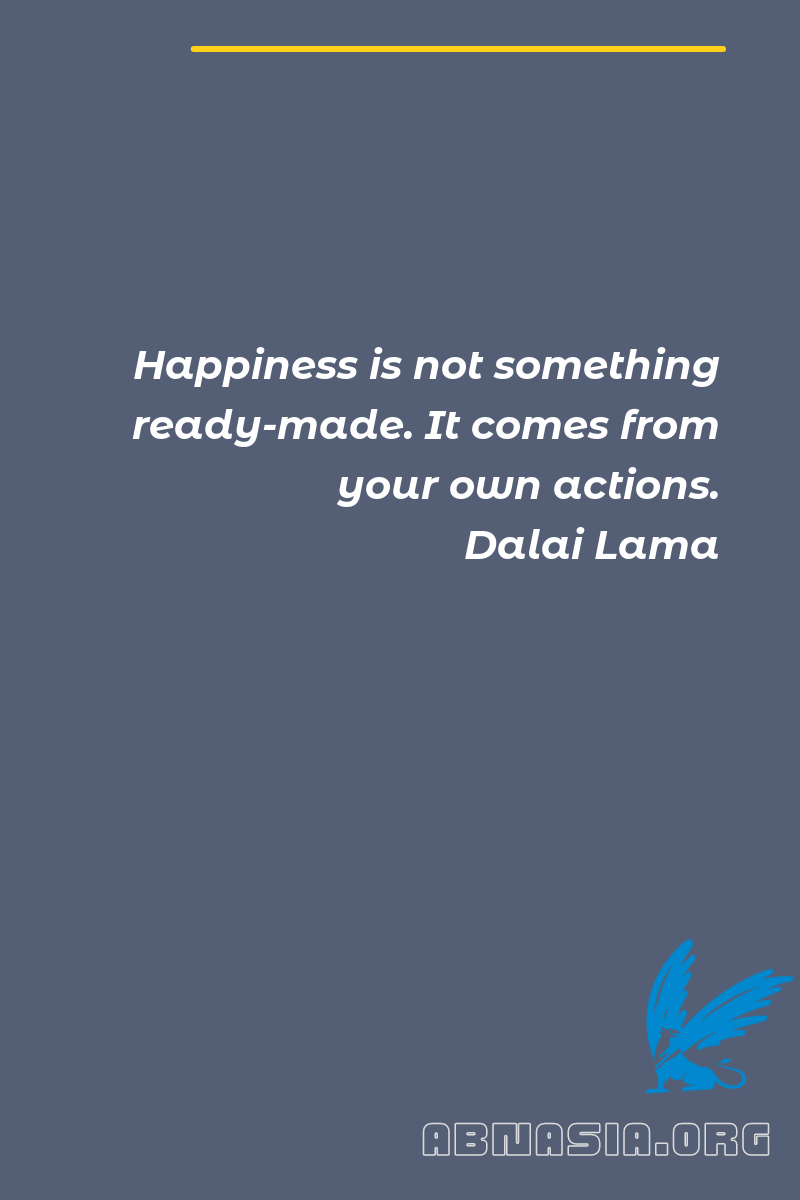 Happiness is not something
ready-made. It comes from
your own actions.
Dalai Lama
ABNASIA.ORG